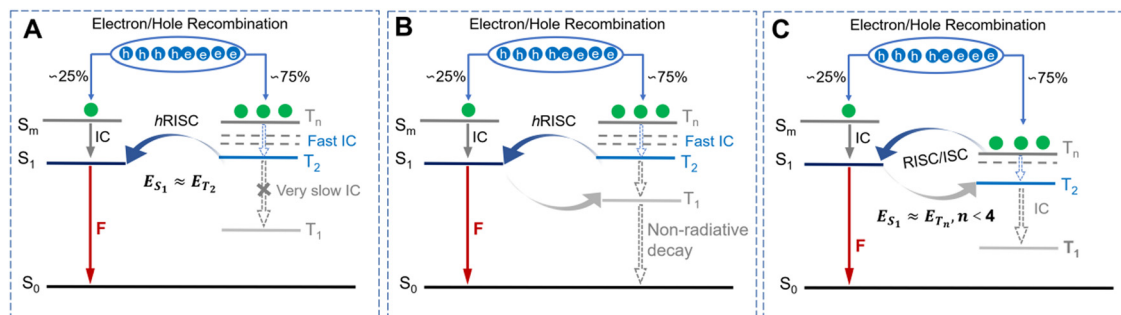 A
Electron/Hole Recombination
h h h h e e e e
~25%
~75%
Sm
Tn
IC
hRISC
Fast IC
S1
T2
ES1 ≈ ET2
Very slow IC
F
T1
S0
B
Electron/Hole Recombination
h h h h e e e e
~25%
~75%
Sm
Tn
IC
hRISC
Fast IC
S1
T2
T1
F
Non-radiative
decay
S0
C
Electron/Hole Recombination
h h h h e e e e
~25%
~75%
Sm
IC
Tn
S1
RISC/ISC
T2
ES1 ≈ ETn, n < 4
IC
F
T1
S0